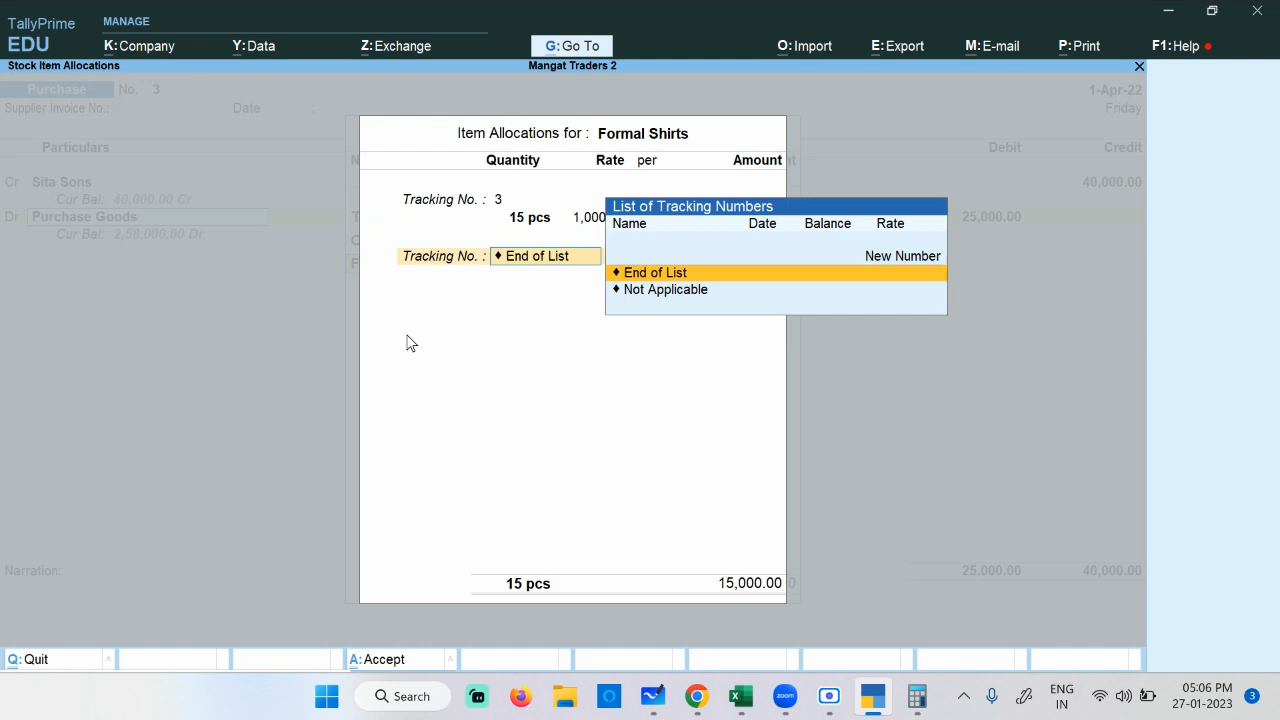 TallyPrime
MANAGE
EDU
K:Company
Y:Data
Z:Exchange
G:Go To
O:Import
E:Export
M:E-mail
P:Print
F1:Help
Stock Item Allocations
Mangat Traders 2
Purchase No. 3
1-Apr-22
Supplier Invoice No.:
Date :
Friday
Particulars
Debit
Credit
Cr Sita Sons
40,000.00
Cur Bal: 40,000.00 Cr
Dr Purchase Goods
25,000.00
Cur Bal: 2,58,000.00 Dr
Item Allocations for : Formal Shirts
Quantity Rate per Amount
Tracking No. : 3
15 pcs 1,000
Tracking No. : ♦ End of List
List of Tracking Numbers
Name Date Balance Rate
New Number
♦ End of List
♦ Not Applicable
15 pcs 15,000.00
Narration:
25,000.00 40,000.00
Q:Quit
A:Accept
Search
ENG
IN
05:06 PM
27-01-2023
3